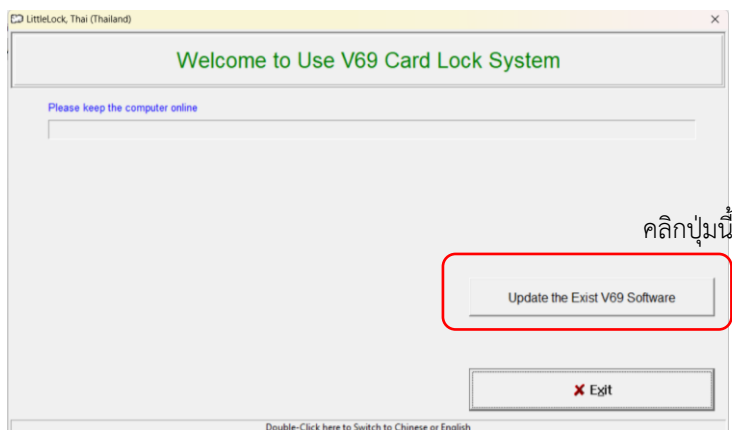 LittleLock, Thai (Thailand)
Welcome to Use V69 Card Lock System
Please keep the computer online
คลิกปุ่มนี้
Update the Exist V69 Software
Exit
Double-Click here to Switch to Chinese or English